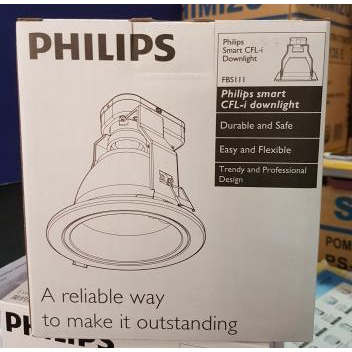 PHILIPS
Philips
Smart CFL-i
Downlight
FBS111
Philips smart
CFL-i downlight
Durable and Safe
Easy and Flexible
Trendy and Professional
Design
A reliable way
to make it outstanding
PHILIPS
POM